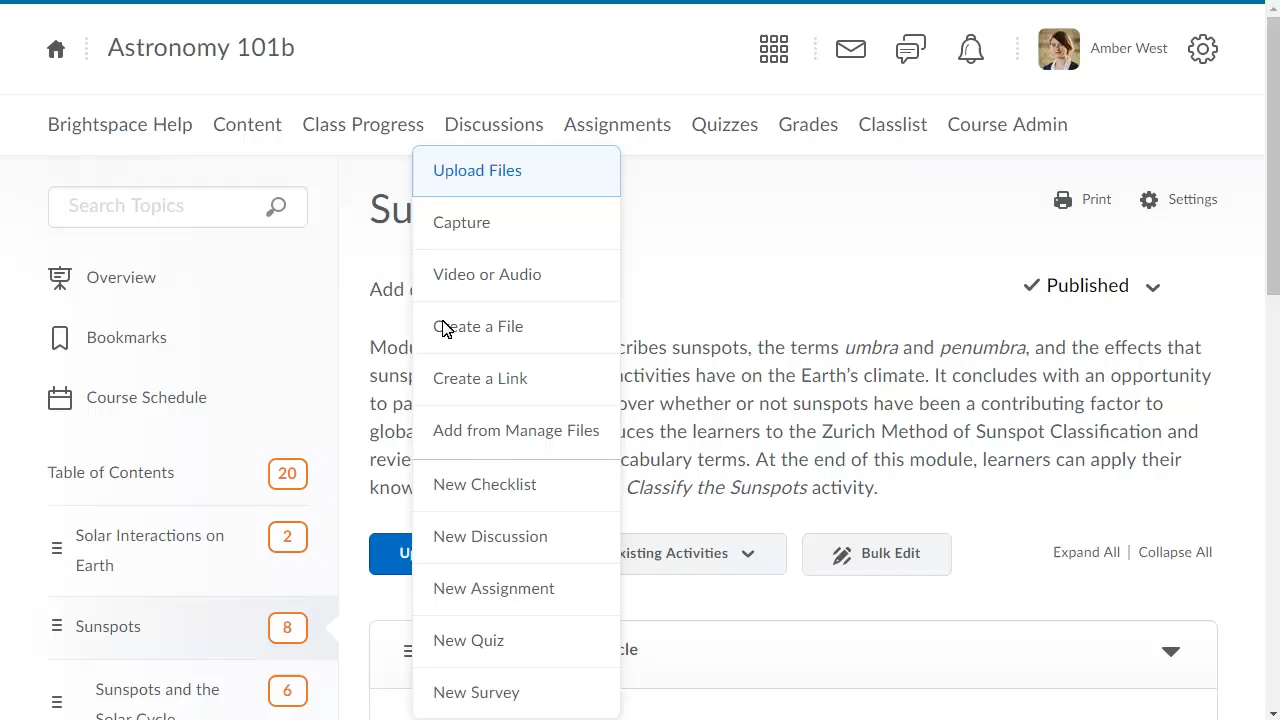 Astronomy 101b
Amber West
Brightspace Help Content Class Progress Discussions Assignments Quizzes Grades Classlist Course Admin
Search Topics
Overview
Bookmarks
Course Schedule
Table of Contents 20
Solar Interactions on
Earth
2
Sunspots 8
Sunspots and the
Solar Cycle
6
Upload Files
Capture
Video or Audio
Create a File
Create a Link
Add from Manage Files
New Checklist
New Discussion
New Assignment
New Quiz
New Survey
Su
Print Settings
Add
Published
Modu cribes sunspots, the terms umbra and penumbra, and the effects that
sunsp activities have on the Earth's climate. It concludes with an opportunity
to pa over whether or not sunspots have been a contributing factor to
globa uces the learners to the Zurich Method of Sunspot Classification and
revie cabulary terms. At the end of this module, learners can apply their
know Classify the Sunspots activity.
Up xisting Activities Bulk Edit Expand All | Collapse All
cle